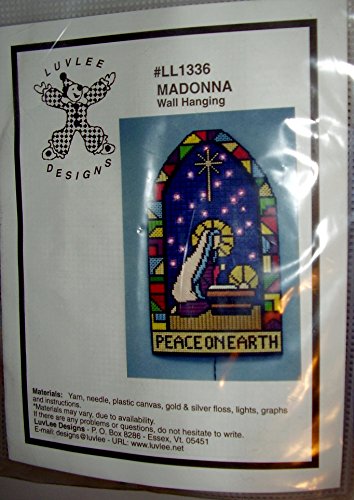 LUVLEE
DESIGNS
#LL1336
MADONNA
Wall Hanging
PEACE ON EARTH
Materials: Yarn, needle, plastic canvas, gold & silver floss, lights, graphs
and instructions.
*Materials may vary, due to availability.
If there are any problems or questions, do not hesitate to write.
LuvLee Designs - P. O. Box 8286 - Essex, Vt. 05451
E-mail: designs@luvlee - URL: www.luvlee.net